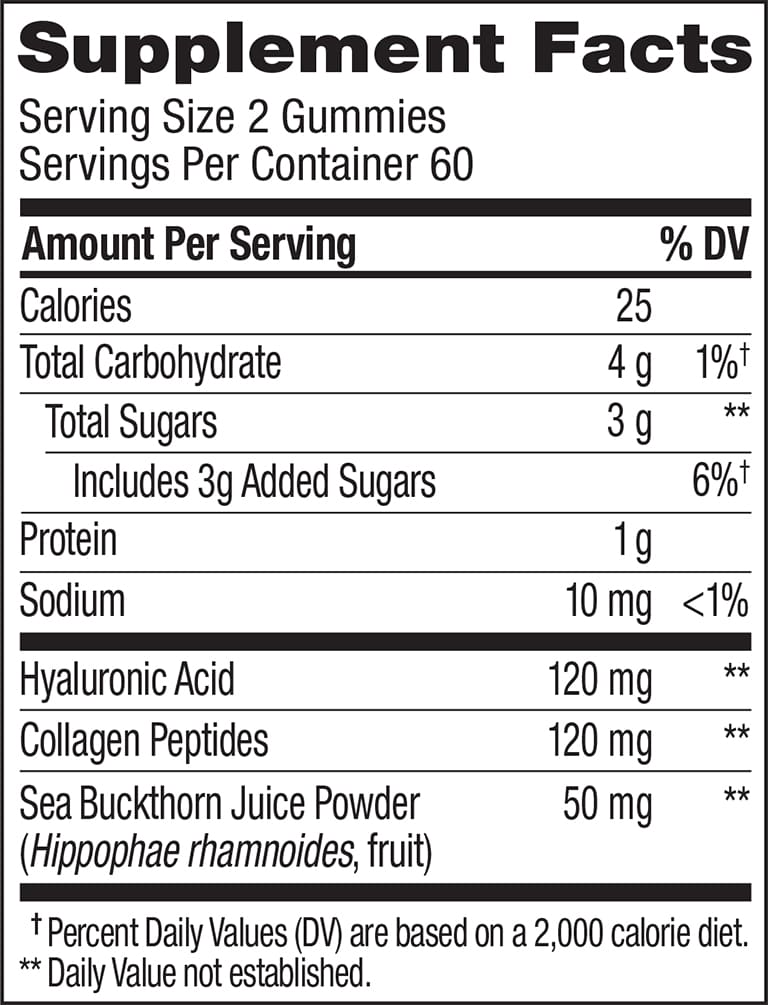 Supplement Facts
Serving Size 2 Gummies
Servings Per Container 60
Amount Per Serving % DV
Calories 25
Total Carbohydrate 4 g 1%†
Total Sugars 3 g **
Includes 3g Added Sugars 6%†
Protein 1 g
Sodium 10 mg <1%
Hyaluronic Acid 120 mg **
Collagen Peptides 120 mg **
Sea Buckthorn Juice Powder 50 mg **
(Hippophae rhamnoides, fruit)
† Percent Daily Values (DV) are based on a 2,000 calorie diet.
** Daily Value not established.